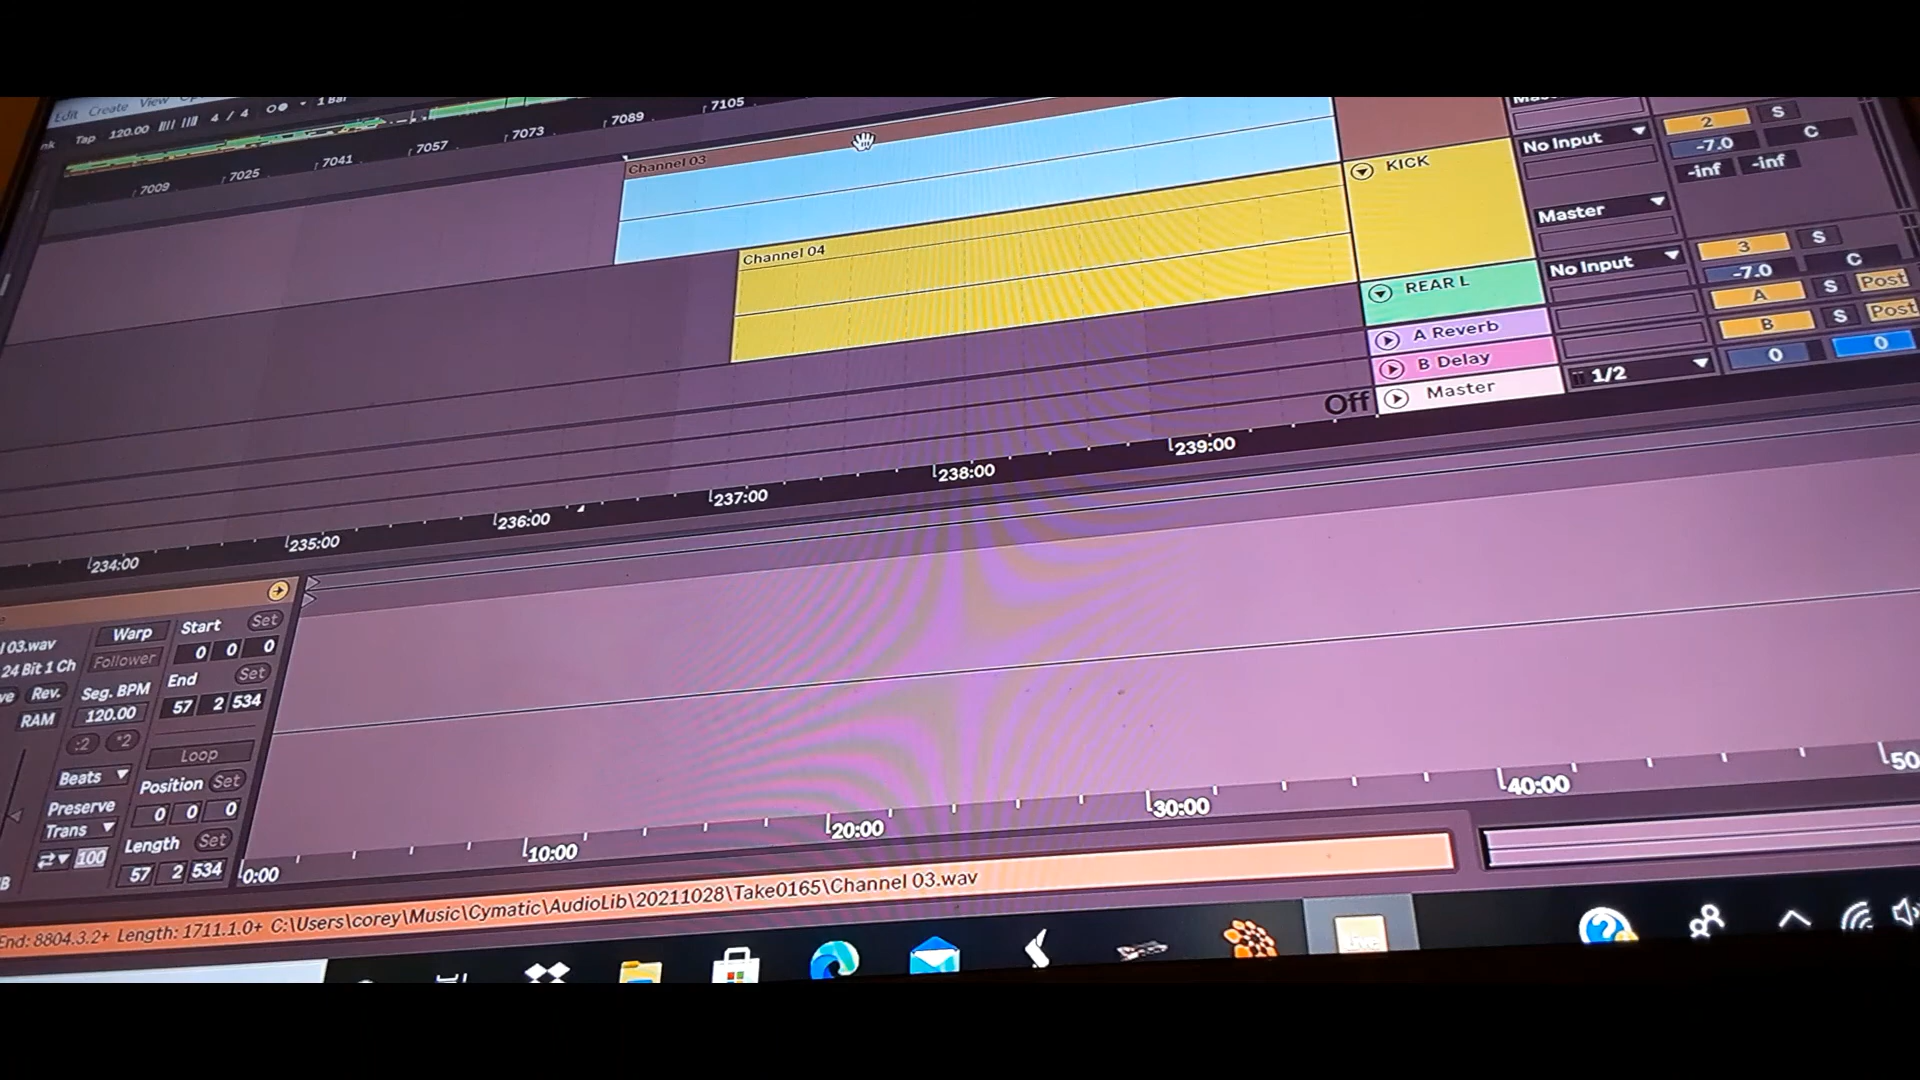 Edit Create View
Tap 120.00 4 / 4 1 Bar
7009 7025 7041 7057 7073 7089 7105
Channel 03
Channel 04
KICK
REAR L
A Reverb
B Delay
Master
No Input
Master
No Input
1/2
2 S
-7.0 C
-inf -inf
3 S
-7.0 C
A S Post
B S Post
0 0
Off
234:00 235:00 236:00 237:00 238:00 239:00
l 03.wav
24 Bit 1 Ch
Rev.
RAM
Warp
Follower
Seg. BPM
120.00
:2 *2
Beats
Preserve
Trans
100
Start Set
0 0 0
End Set
57 2 534
Loop
Position Set
0 0 0
Length Set
57 2 534
0:00 10:00 20:00 30:00 40:00 50
End: 8804.3.2+ Length: 1711.1.0+ C:\Users\corey\Music\Cymatic\AudioLib\20211028\Take0165\Channel 03.wav
Live